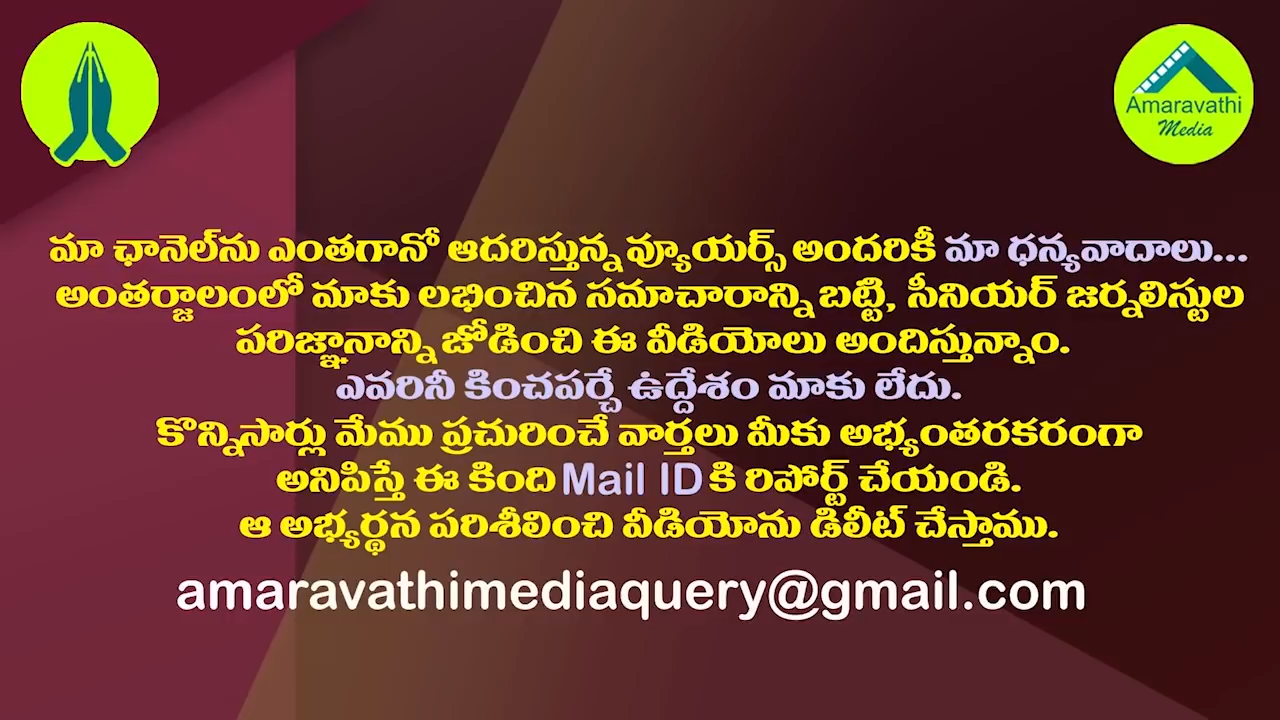 Amaravathi
Media
మా ఛానెల్‌ను ఎంతగానో ఆదరిస్తున్న వ్యూయర్స్ అందరికీ మా ధన్యవాదాలు...
అంతర్జాలంలో మాకు లభించిన సమాచారాన్ని బట్టి, సీనియర్ జర్నలిస్టుల
పరిజ్ఞానాన్ని జోడించి ఈ వీడియోలు అందిస్తున్నాం.
ఎవరినీ కించపర్చే ఉద్దేశం మాకు లేదు.
కొన్నిసార్లు మేము ప్రచురించే వార్తలు మీకు అభ్యంతరకరంగా
అనిపిస్తే ఈ కింది Mail ID కి రిపోర్ట్ చేయండి.
ఆ అభ్యర్థన పరిశీలించి వీడియోను డిలీట్ చేస్తాము.
amaravathimediaquery@gmail.com